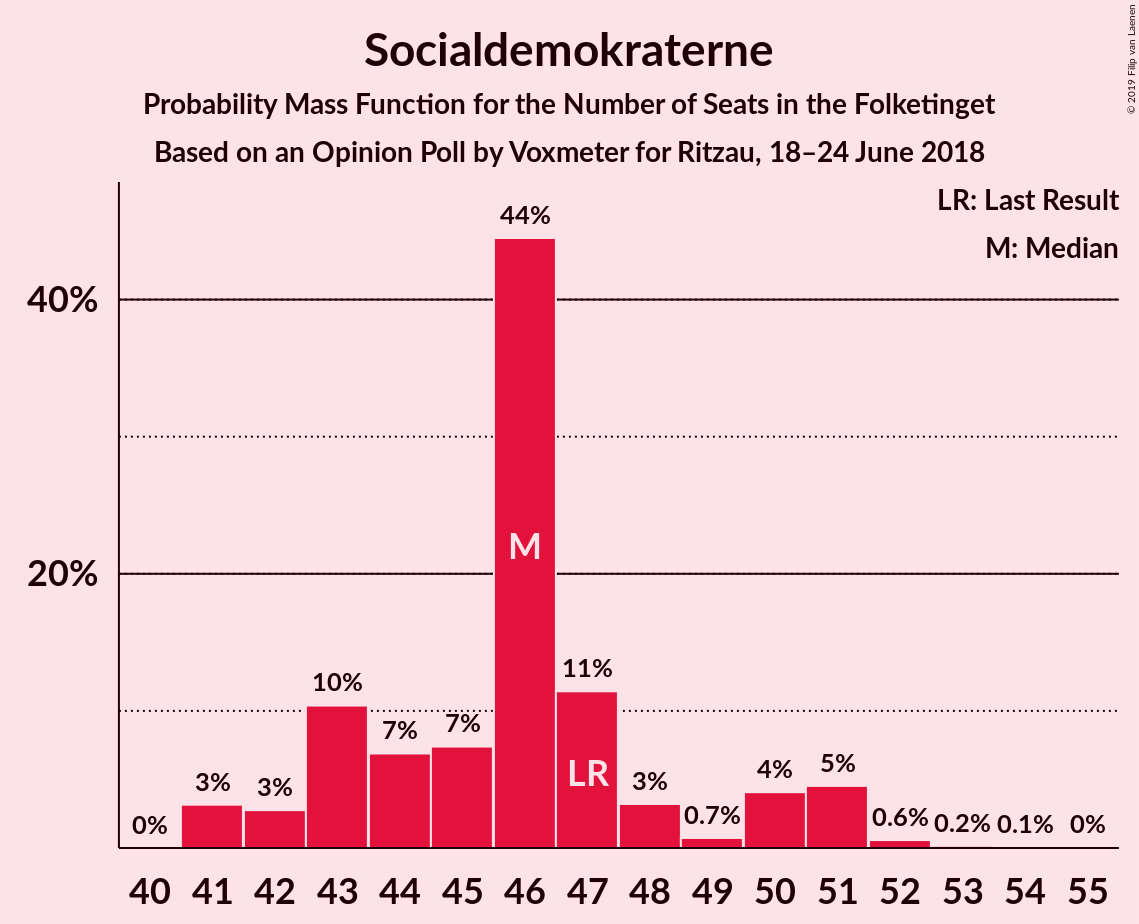 Socialdemokraterne
Probability Mass Function for the Number of Seats in the Folketinget
Based on an Opinion Poll by Voxmeter for Ritzau, 18–24 June 2018
© 2019 Filip van Laenen
LR: Last Result
M: Median
40%
20%
0%
3%
3%
10%
7%
7%
44%
M
11%
LR
3%
0.7%
4%
5%
0.6%
0.2%
0.1%
0%
40 41 42 43 44 45 46 47 48 49 50 51 52 53 54 55